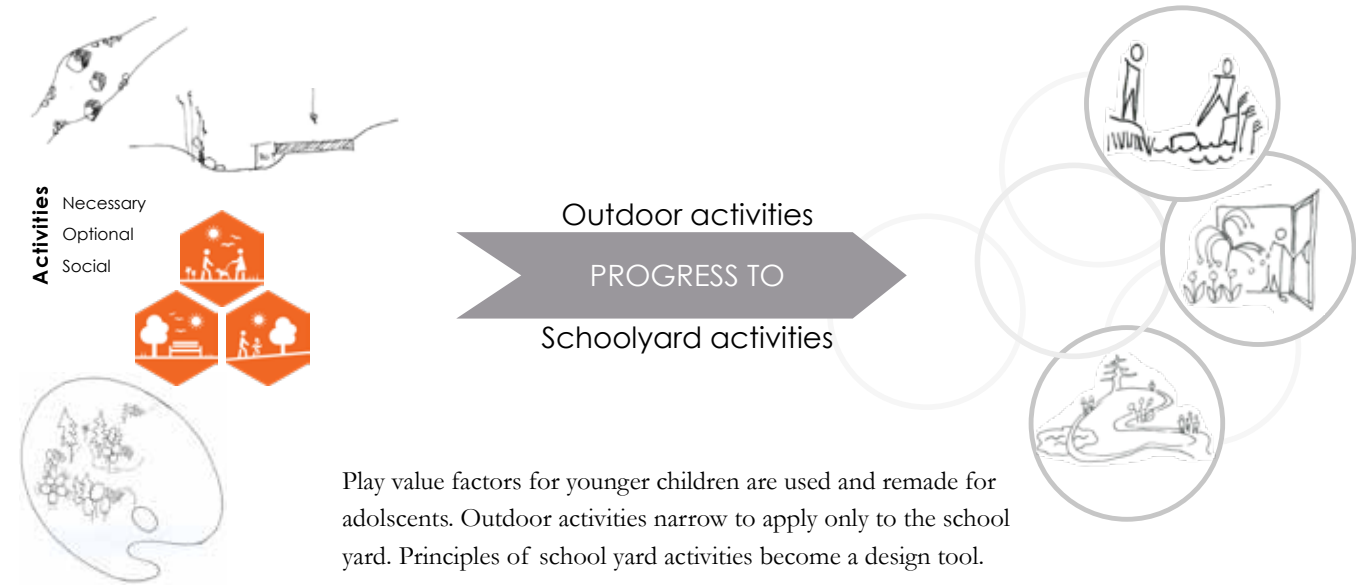 Activities
Necessary
Optional
Social
Outdoor activities
PROGRESS TO
Schoolyard activities
Play value factors for younger children are used and remade for
adolscents. Outdoor activities narrow to apply only to the school
yard. Principles of school yard activities become a design tool.